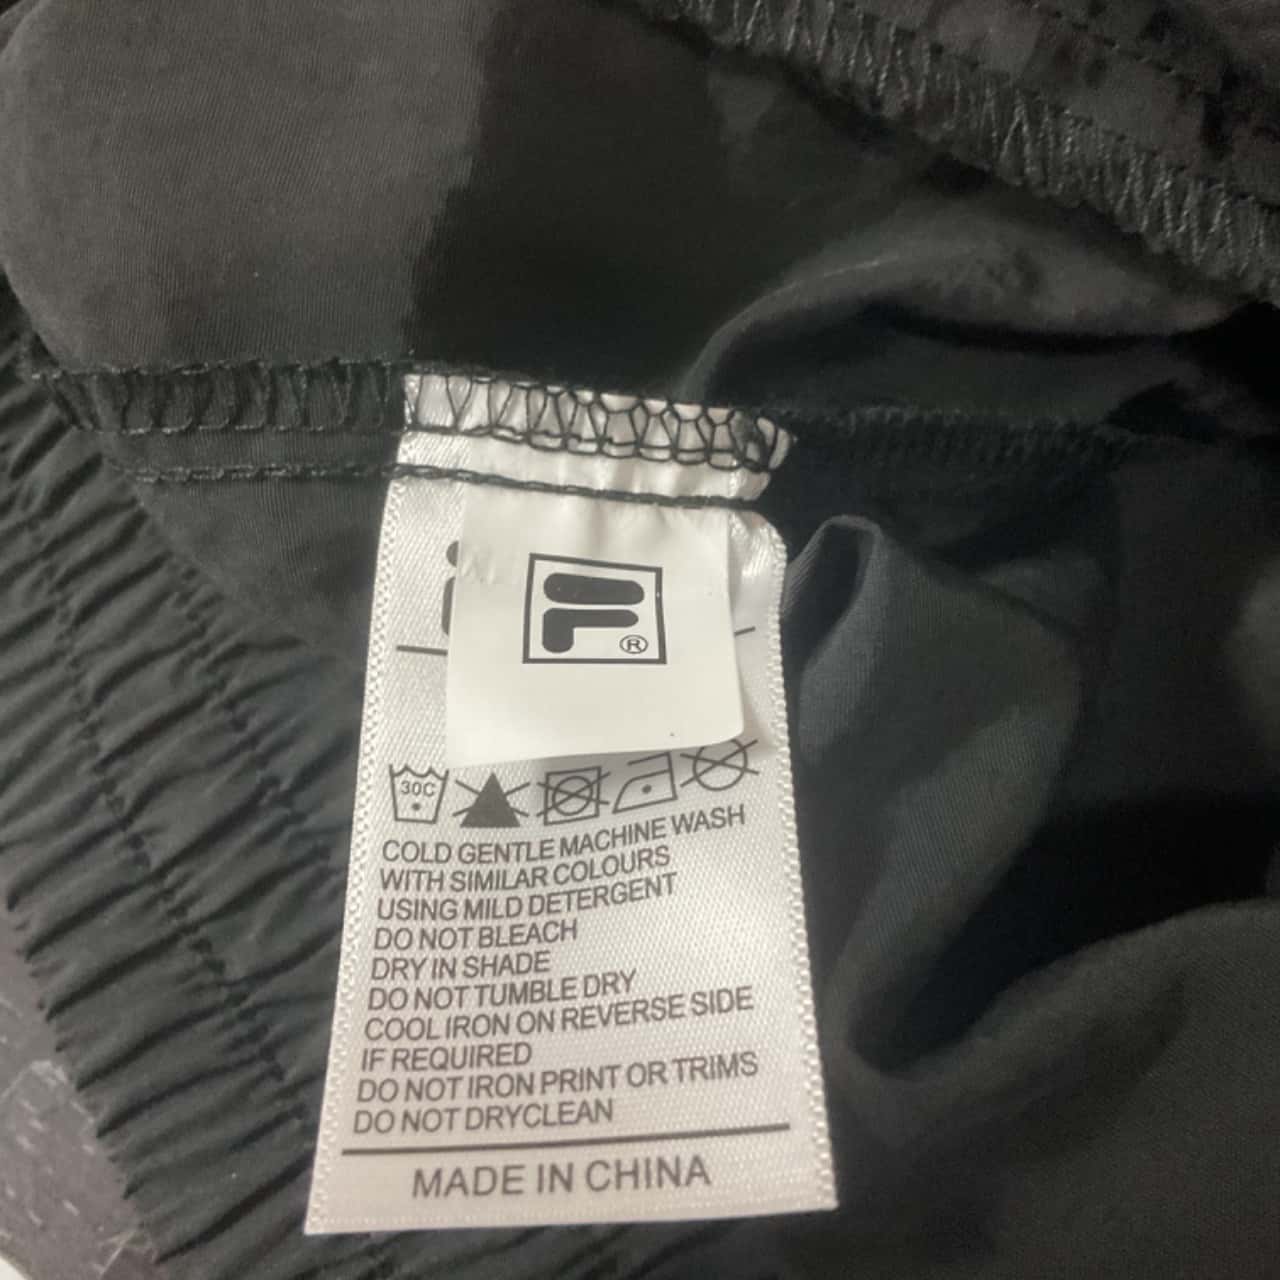 F®
30C
COLD GENTLE MACHINE WASH
WITH SIMILAR COLOURS
USING MILD DETERGENT
DO NOT BLEACH
DRY IN SHADE
DO NOT TUMBLE DRY
COOL IRON ON REVERSE SIDE
IF REQUIRED
DO NOT IRON PRINT OR TRIMS
DO NOT DRYCLEAN
MADE IN CHINA